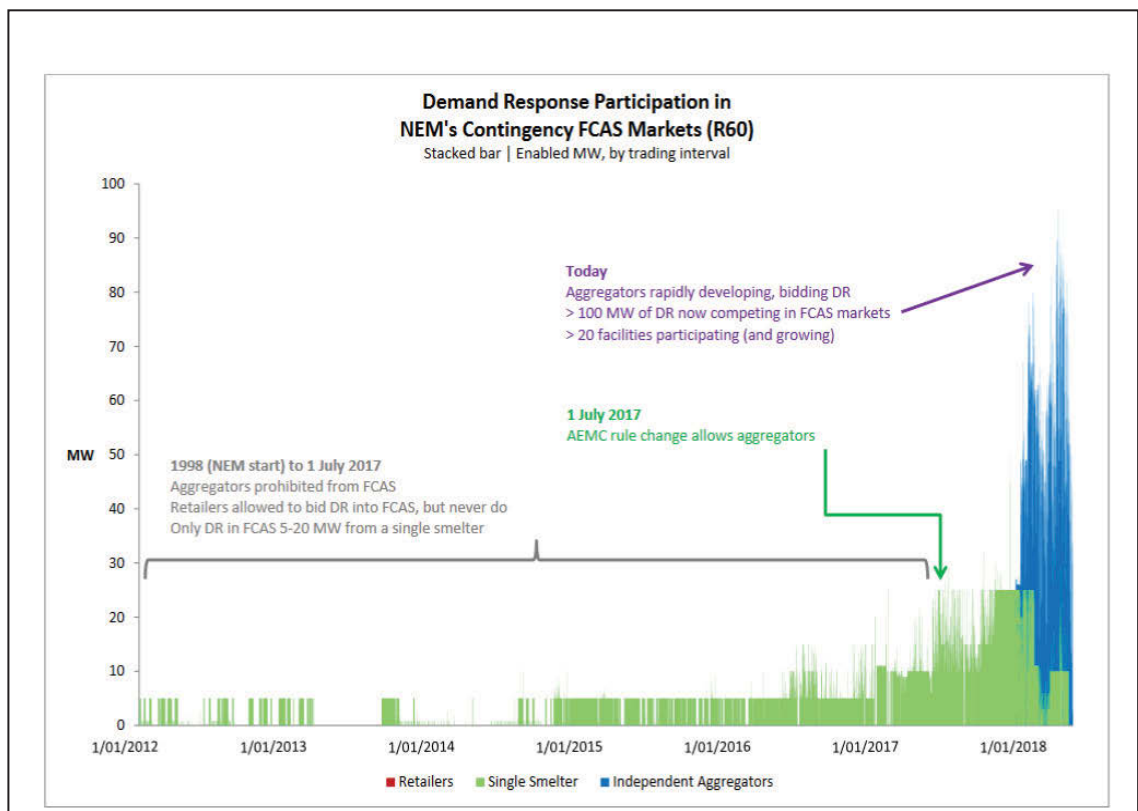 Demand Response Participation in
NEM's Contingency FCAS Markets (R60)
Stacked bar | Enabled MW, by trading interval
100
90
80
70
60
50
40
30
20
10
0
MW
Today
Aggregators rapidly developing, bidding DR
> 100 MW of DR now competing in FCAS markets
> 20 facilities participating (and growing)
1 July 2017
AEMC rule change allows aggregators
1998 (NEM start) to 1 July 2017
Aggregators prohibited from FCAS
Retailers allowed to bid DR into FCAS, but never do
Only DR in FCAS 5-20 MW from a single smelter
1/01/2012 1/01/2013 1/01/2014 1/01/2015 1/01/2016 1/01/2017 1/01/2018
Retailers Single Smelter Independent Aggregators